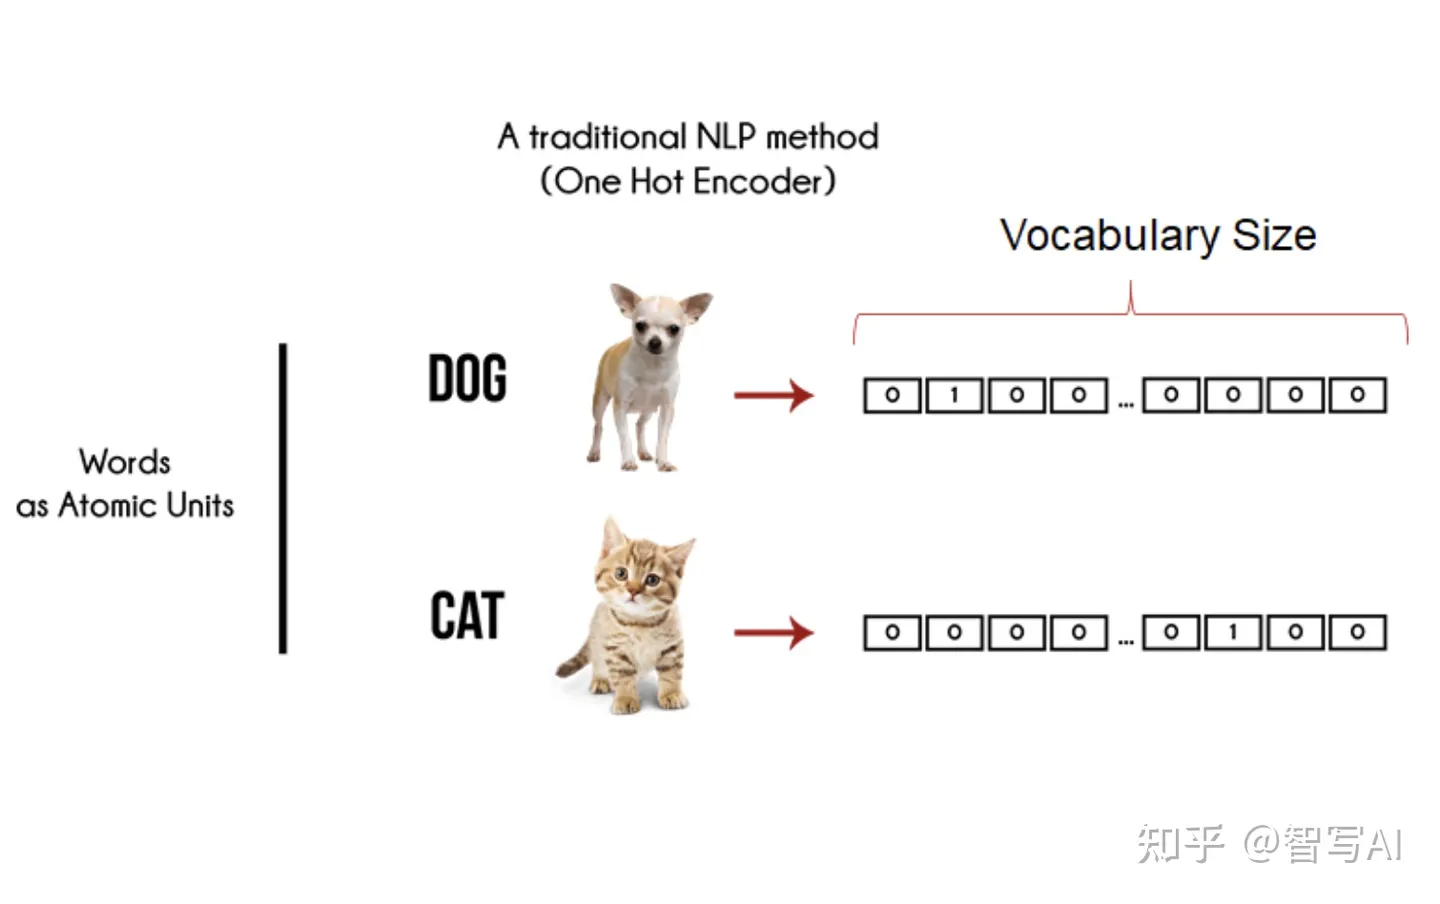 A traditional NLP method
(One Hot Encoder)
Vocabulary Size
DOG
0 1 0 0 ... 0 0 0 0
Words
as Atomic Units
CAT
0 0 0 0 ... 0 1 0 0
知乎 @智写AI